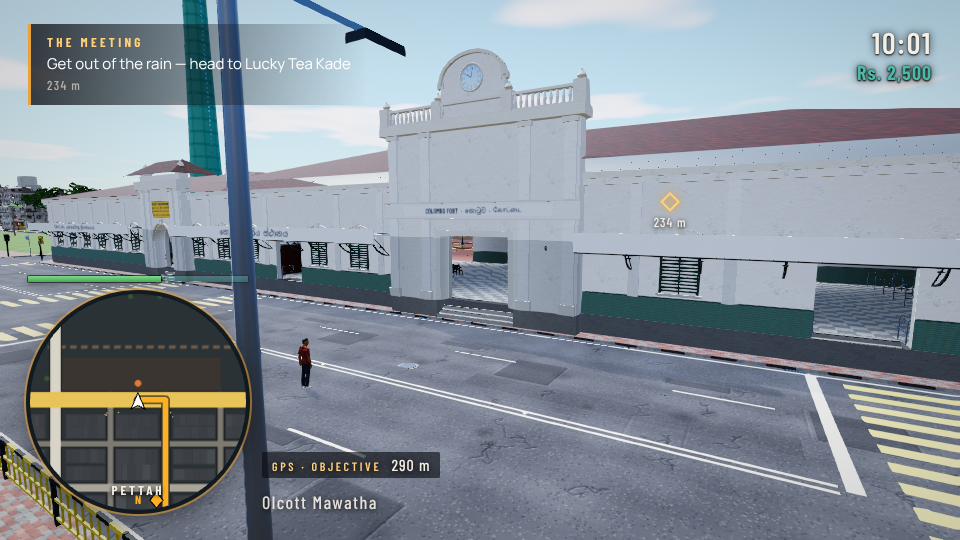 THE MEETING
Get out of the rain — head to Lucky Tea Kade
234 m
10:01
Rs. 2,500
COLOMBO FORT · කොටුව · கோட்டை
234 m
PETTAH
N
GPS · OBJECTIVE 290 m
Olcott Mawatha